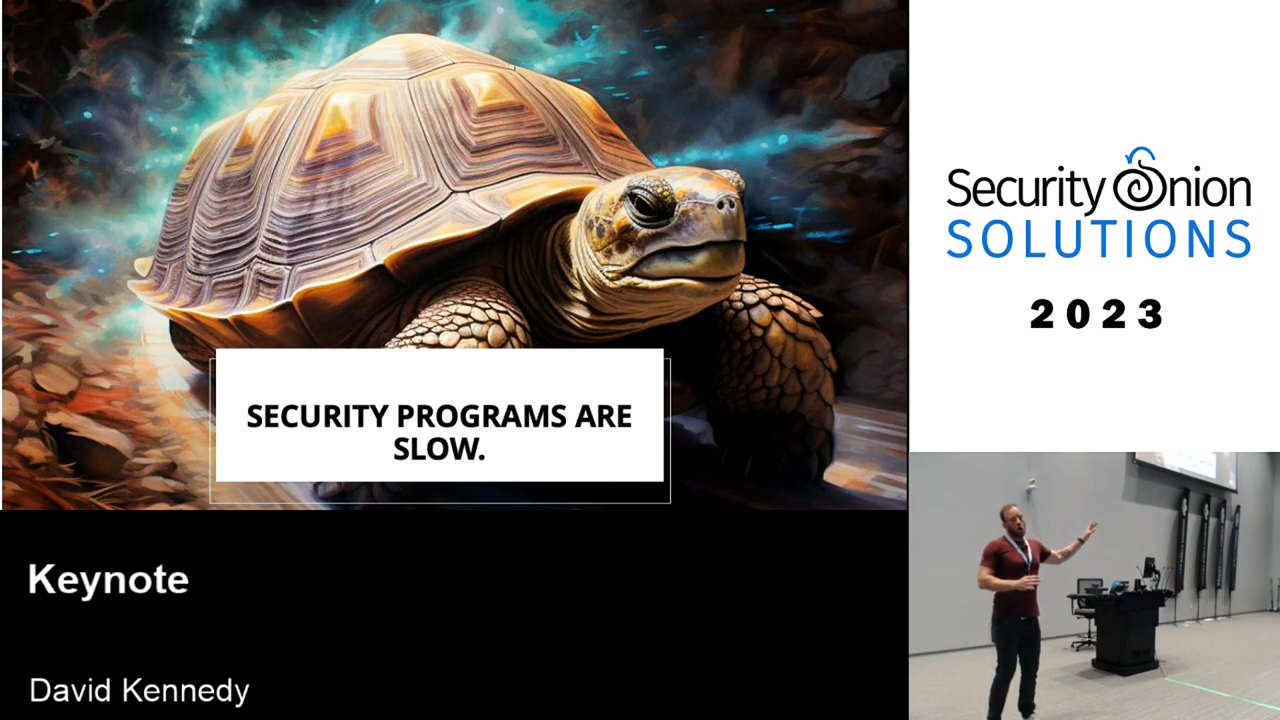 SECURITY PROGRAMS ARE
SLOW.
Security Onion
SOLUTIONS
2023
Keynote
David Kennedy